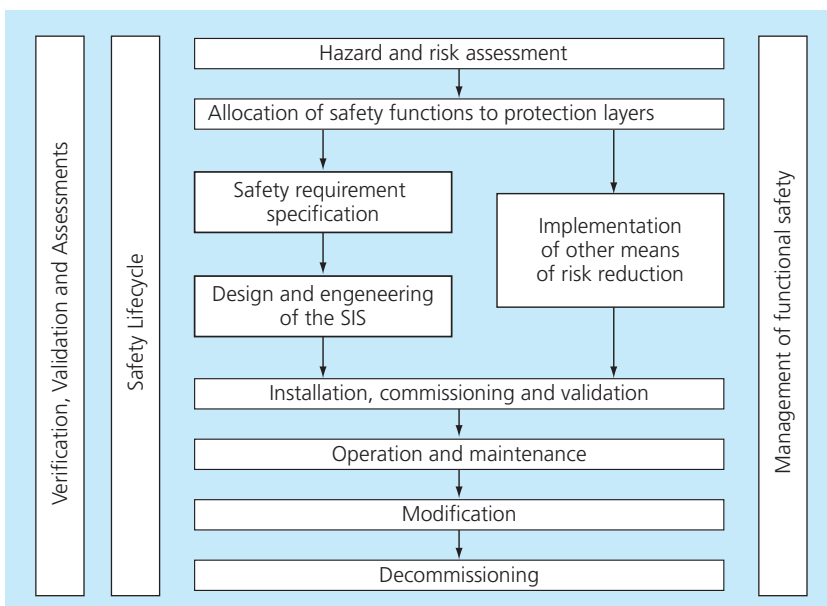 Verification, Validation and Assessments
Safety Lifecycle
Hazard and risk assessment
Allocation of safety functions to protection layers
Safety requirement
specification
Design and engeneering
of the SIS
Implementation
of other means
of risk reduction
Installation, commissioning and validation
Operation and maintenance
Modification
Decommissioning
Management of functional safety